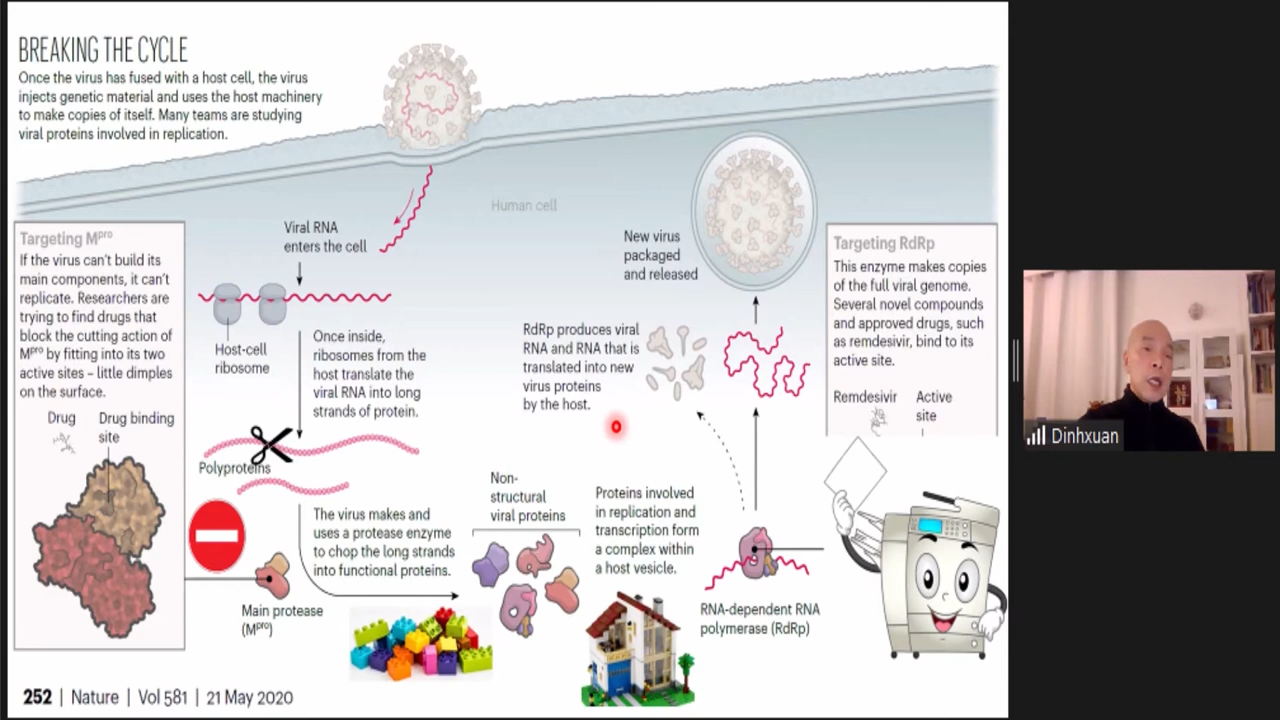 BREAKING THE CYCLE
Once the virus has fused with a host cell, the virus
injects genetic material and uses the host machinery
to make copies of itself. Many teams are studying
viral proteins involved in replication.
Human cell
Viral RNA
enters the cell
New virus
packaged
and released
Targeting Mpro
If the virus can’t build its
main components, it can’t
replicate. Researchers are
trying to find drugs that
block the cutting action of
Mpro by fitting into its two
active sites – little dimples
on the surface.
Drug
Drug binding
site
Host-cell
ribosome
Once inside,
ribosomes from the
host translate the
viral RNA into long
strands of protein.
Polyproteins
The virus makes and
uses a protease enzyme
to chop the long strands
into functional proteins.
Main protease
(Mpro)
Non-
structural
viral proteins
RdRp produces viral
RNA and RNA that is
translated into new
virus proteins
by the host.
Proteins involved
in replication and
transcription form
a complex within
a host vesicle.
RNA-dependent RNA
polymerase (RdRp)
Targeting RdRp
This enzyme makes copies
of the full viral genome.
Several novel compounds
and approved drugs, such
as remdesivir, bind to its
active site.
Remdesivir
Active
site
252 | Nature | Vol 581 | 21 May 2020
Dinhxuan